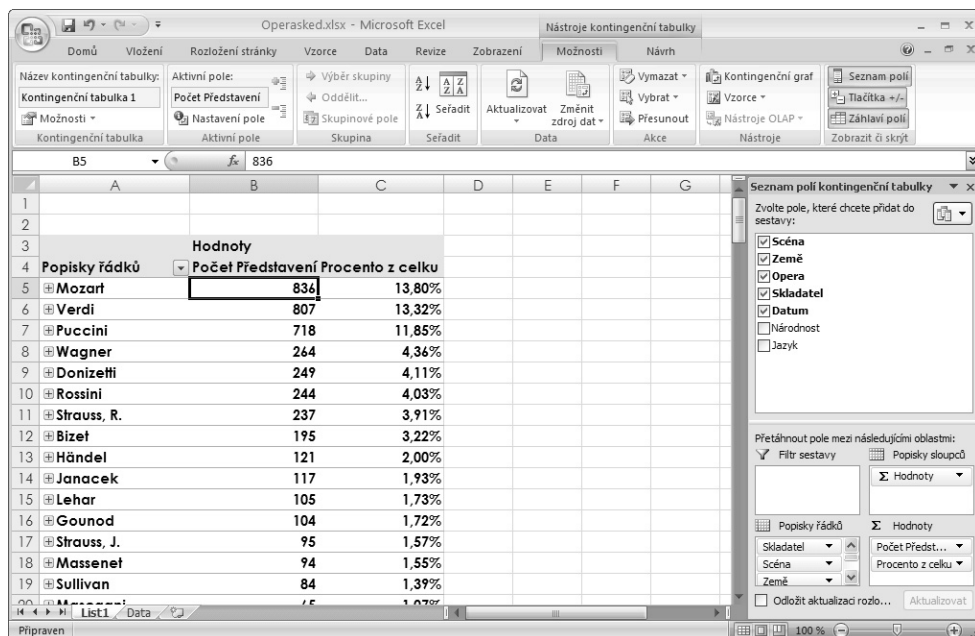 Operasked.xlsx - Microsoft Excel
Nástroje kontingenční tabulky
Domů Vložení Rozložení stránky Vzorce Data Revize Zobrazení Možnosti Návrh
Název kontingenční tabulky: Aktivní pole: Výběr skupiny Vymazat Kontingenční graf Seznam polí
Kontingenční tabulka 1 Počet Představení Oddělit... Seřadit Aktualizovat Změnit zdroj dat Vybrat Vzorce Tlačítka +/-
Možnosti Nastavení pole Skupinové pole Přesunout Nástroje OLAP Záhlaví polí
Kontingenční tabulka Aktivní pole Skupina Seřadit Data Akce Nástroje Zobrazit či skrýt
B5 fx 836
A B C D E F G
1
2
3 Hodnoty
4 Popisky řádků Počet Představení Procento z celku
5 Mozart 836 13,80%
6 Verdi 807 13,32%
7 Puccini 718 11,85%
8 Wagner 264 4,36%
9 Donizetti 249 4,11%
10 Rossini 244 4,03%
11 Strauss, R. 237 3,91%
12 Bizet 195 3,22%
13 Händel 121 2,00%
14 Janacek 117 1,93%
15 Lehar 105 1,73%
16 Gounod 104 1,72%
17 Strauss, J. 95 1,57%
18 Massenet 94 1,55%
19 Sullivan 84 1,39%
List1 Data
Připraven
100 %
Seznam polí kontingenční tabulky
Zvolte pole, které chcete přidat do
sestavy:
Scéna
Země
Opera
Skladatel
Datum
Národnost
Jazyk
Přetáhnout pole mezi následujícími oblastmi:
Filtr sestavy Popisky sloupců
Σ Hodnoty
Popisky řádků Σ Hodnoty
Skladatel Počet Předst...
Scéna Procento z celku
Země
Odložit aktualizaci rozlo... Aktualizovat